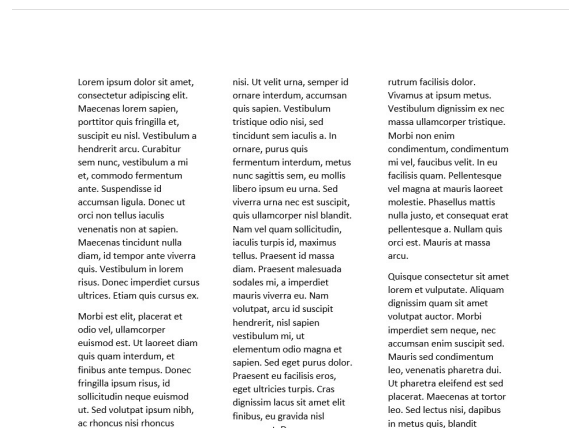 Lorem ipsum dolor sit amet,
consectetur adipiscing elit.
Maecenas lorem sapien,
porttitor quis fringilla et,
suscipit eu nisl. Vestibulum a
hendrerit arcu. Curabitur
sem nunc, vestibulum a mi
et, commodo fermentum
ante. Suspendisse id
accumsan ligula. Donec ut
orci non tellus iaculis
venenatis non at sapien.
Maecenas tincidunt nulla
diam, id tempor ante viverra
quis. Vestibulum in lorem
risus. Donec imperdiet cursus
ultrices. Etiam quis cursus ex.
Morbi est elit, placerat et
odio vel, ullamcorper
euismod est. Ut laoreet diam
quis quam interdum, et
finibus ante tempus. Donec
fringilla ipsum risus, id
sollicitudin neque euismod
ut. Sed volutpat ipsum nibh,
ac rhoncus nisi rhoncus
nisi. Ut velit urna, semper id
ornare interdum, accumsan
quis sapien. Vestibulum
tristique odio nisi, sed
tincidunt sem iaculis a. In
ornare, purus quis
fermentum interdum, metus
nunc sagittis sem, eu mollis
libero ipsum eu urna. Sed
viverra urna nec est suscipit,
quis ullamcorper nisl blandit.
Nam vel quam sollicitudin,
iaculis turpis id, maximus
tellus. Praesent id massa
diam. Praesent malesuada
sodales mi, a imperdiet
mauris viverra eu. Nam
volutpat, arcu id suscipit
hendrerit, nisl sapien
vestibulum mi, ut
elementum odio magna et
sapien. Sed eget purus dolor.
Praesent eu facilisis eros,
eget ultricies turpis. Cras
dignissim lacus sit amet elit
finibus, eu gravida nisl
rutrum facilisis dolor.
Vivamus at ipsum metus.
Vestibulum dignissim ex nec
massa ullamcorper tristique.
Morbi non enim
condimentum, condimentum
mi vel, faucibus velit. In eu
facilisis quam. Pellentesque
vel magna at mauris laoreet
molestie. Phasellus mattis
nulla justo, et consequat erat
pellentesque a. Nullam quis
orci est. Mauris at massa
arcu.
Quisque consectetur sit amet
lorem et vulputate. Aliquam
dignissim quam sit amet
volutpat auctor. Morbi
imperdiet sem neque, nec
accumsan enim suscipit sed.
Mauris sed condimentum
leo, venenatis pharetra dui.
Ut pharetra eleifend est sed
placerat. Maecenas at tortor
leo. Sed lectus nisi, dapibus
in metus quis, blandit